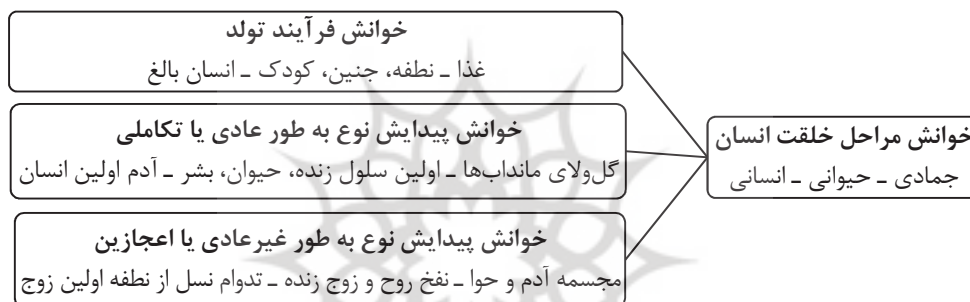 خوانش مراحل خلقت انسان
جمادی ـ حیوانی ـ انسانی
خوانش فرآیند تولد
غذا ـ نطفه، جنین، کودک ـ انسان بالغ
خوانش پیدایش نوع به طور عادی یا تکاملی
گل‌ولای مانداب‌ها ـ اولین سلول زنده، حیوان، بشر ـ آدم اولین انسان
خوانش پیدایش نوع به طور غیرعادی یا اعجازین
مجسمه آدم و حوا ـ نفخ روح و زوج زنده ـ تدوام نسل از نطفه اولین زوج